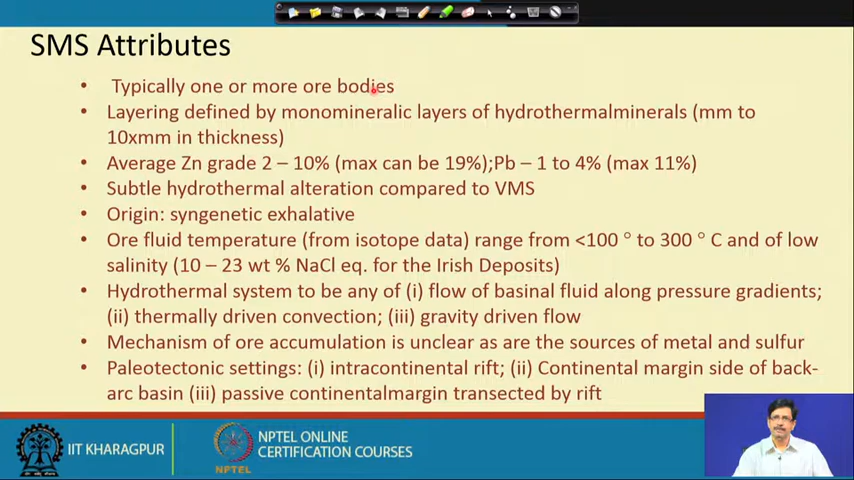 SMS Attributes
• Typically one or more ore bodies
• Layering defined by monomineralic layers of hydrothermalminerals (mm to
10xmm in thickness)
• Average Zn grade 2 – 10% (max can be 19%);Pb – 1 to 4% (max 11%)
• Subtle hydrothermal alteration compared to VMS
• Origin: syngenetic exhalative
• Ore fluid temperature (from isotope data) range from <100 ° to 300 ° C and of low
salinity (10 – 23 wt % NaCl eq. for the Irish Deposits)
• Hydrothermal system to be any of (i) flow of basinal fluid along pressure gradients;
(ii) thermally driven convection; (iii) gravity driven flow
• Mechanism of ore accumulation is unclear as are the sources of metal and sulfur
• Paleotectonic settings: (i) intracontinental rift; (ii) Continental margin side of back-
arc basin (iii) passive continentalmargin transected by rift
IIT KHARAGPUR
NPTEL
NPTEL ONLINE
CERTIFICATION COURSES